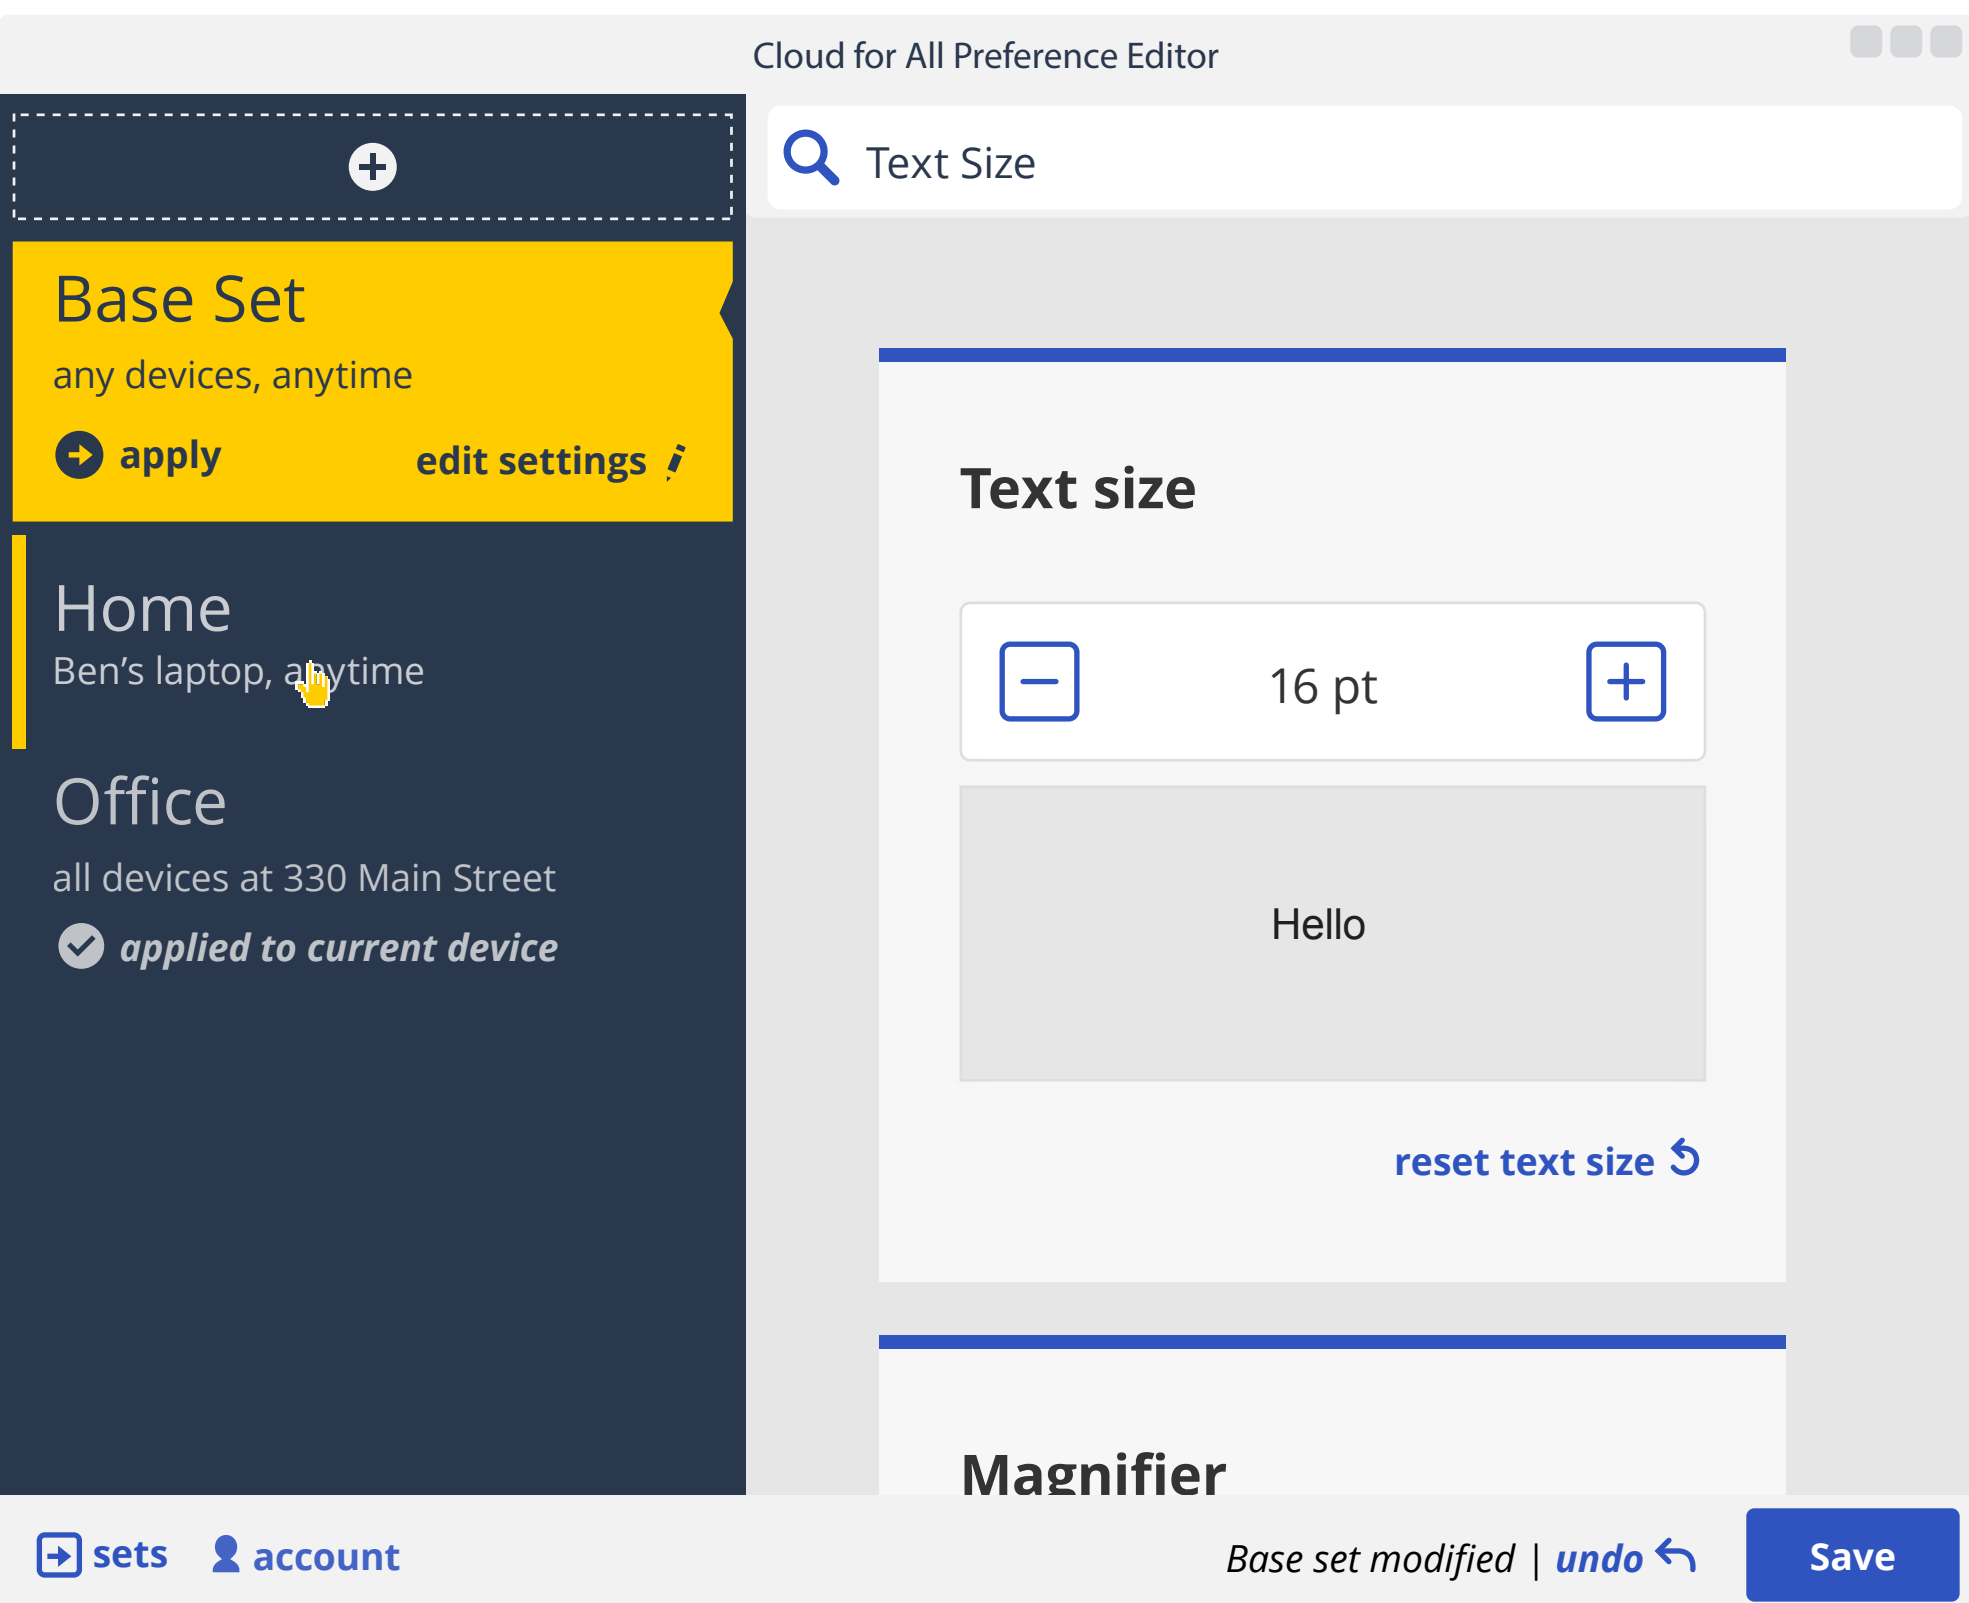 Cloud for All Preference Editor
Text Size
Base Set
any devices, anytime
apply
edit settings
Home
Ben’s laptop, anytime
Office
all devices at 330 Main Street
applied to current device
Text size
16 pt
Hello
reset text size
Magnifier
sets
account
Base set modified | undo
Save